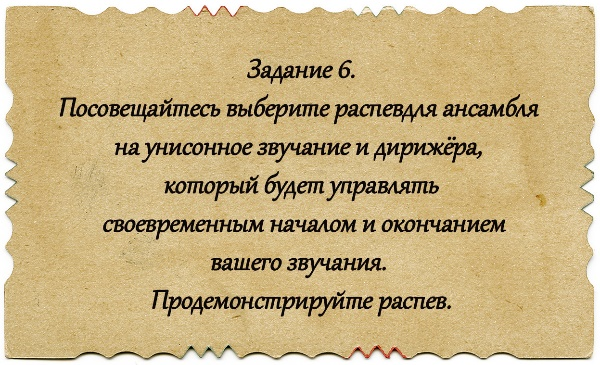 Задание 6.
Посовещайтесь выберите распевдля ансамбля
на унисонное звучание и дирижёра,
который будет управлять
своевременным началом и окончанием
вашего звучания.
Продемонстрируйте распев.